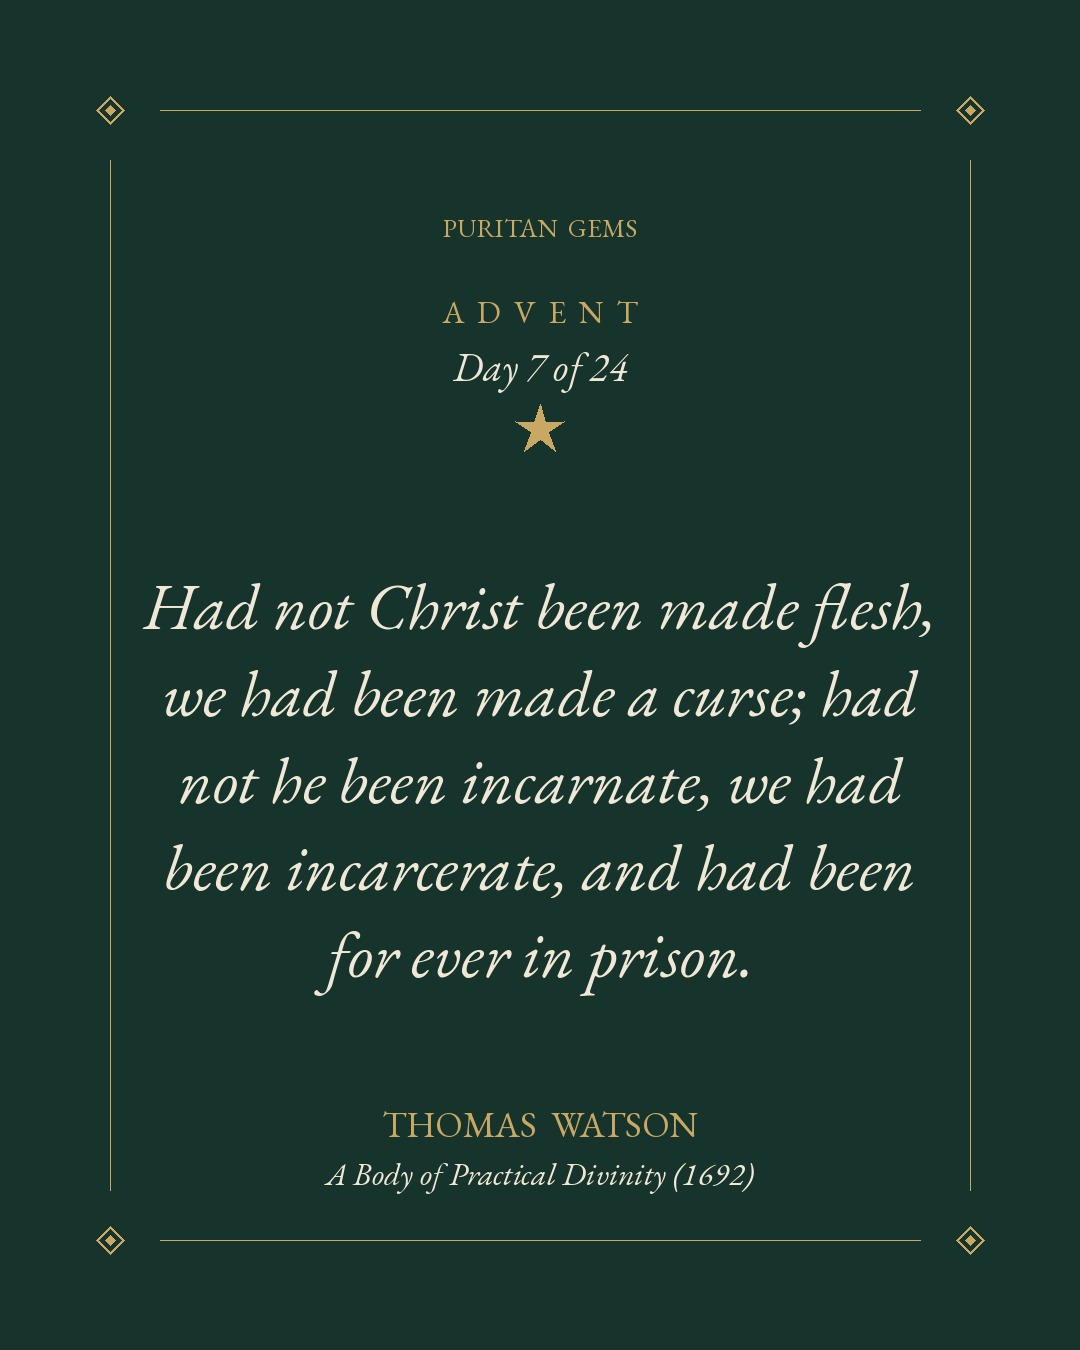 PURITAN GEMS
ADVENT
Day 7 of 24
Had not Christ been made flesh,
we had been made a curse; had
not he been incarnate, we had
been incarcerate, and had been
for ever in prison.
THOMAS WATSON
A Body of Practical Divinity (1692)